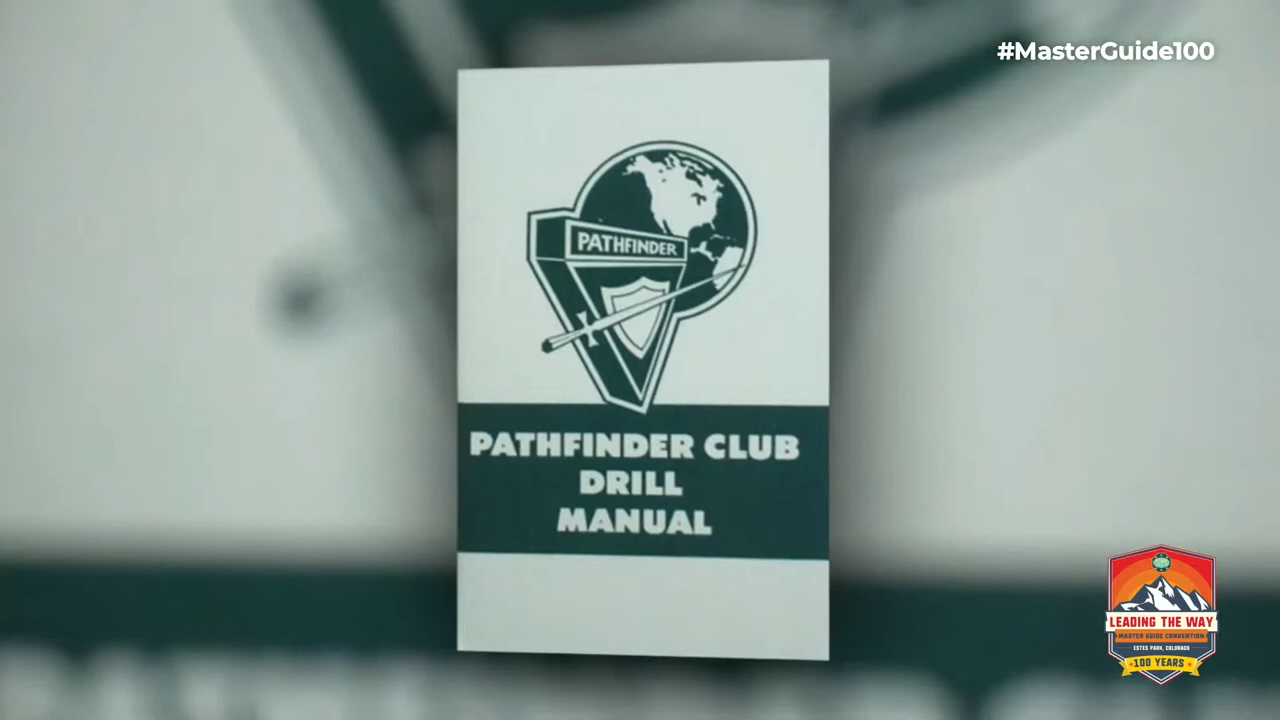 #MasterGuide100
PATHFINDER
PATHFINDER CLUB
DRILL
MANUAL
LEADING THE WAY
MASTER GUIDE CONVENTION
ESTES PARK, COLORADO
100 YEARS